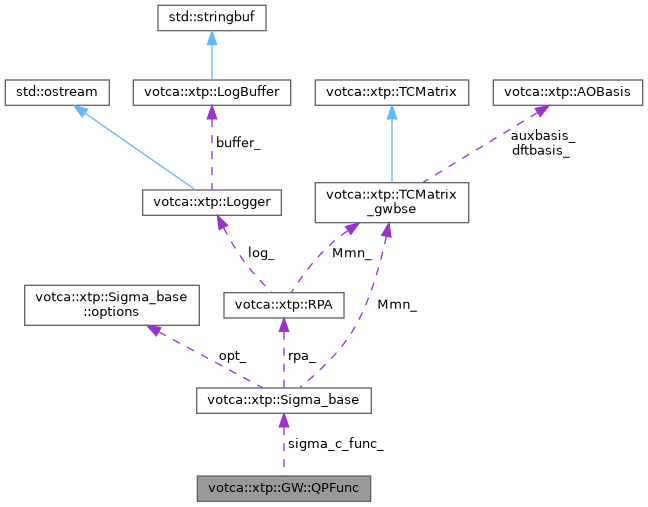 std::stringbuf
std::ostream
votca::xtp::LogBuffer
votca::xtp::TCMatrix
votca::xtp::AOBasis
buffer_
auxbasis_
dftbasis_
votca::xtp::Logger
votca::xtp::TCMatrix
_gwbse
log_
Mmn_
votca::xtp::Sigma_base
::options
votca::xtp::RPA
Mmn_
opt_
rpa_
votca::xtp::Sigma_base
sigma_c_func_
votca::xtp::GW::QPFunc